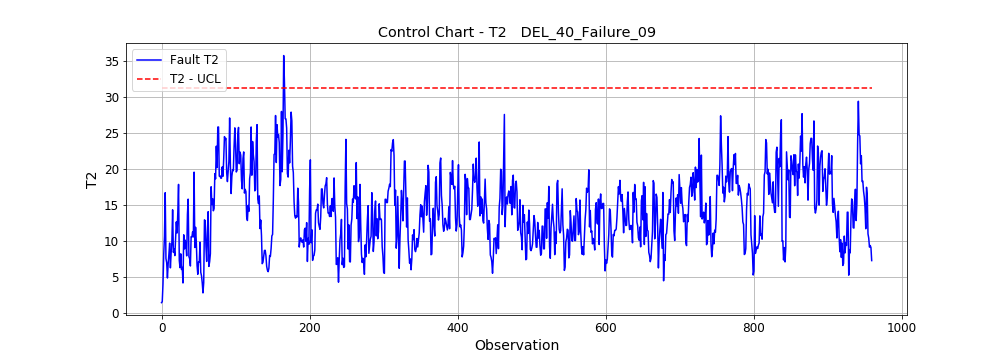 Control Chart - T2   DEL_40_Failure_09
Fault T2
T2 - UCL
35
30
25
20
15
10
5
0
T2
0 200 400 600 800 1000
Observation